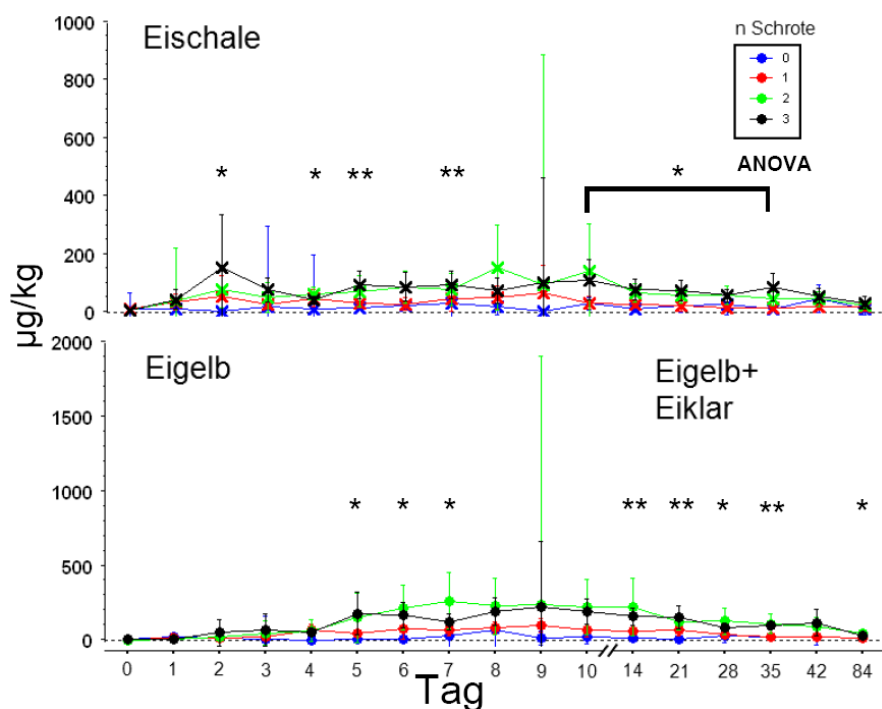 1000
800
600
400
200
0
Eischale
n Schrote
0
1
2
3
ANOVA
* * ** ** *
µg/kg
2000
1500
1000
500
0
Eigelb
Eigelb+
Eiklar
* * * ** ** * ** *
0 1 2 3 4 5 6 7 8 9 10 // 14 21 28 35 42 84
Tag